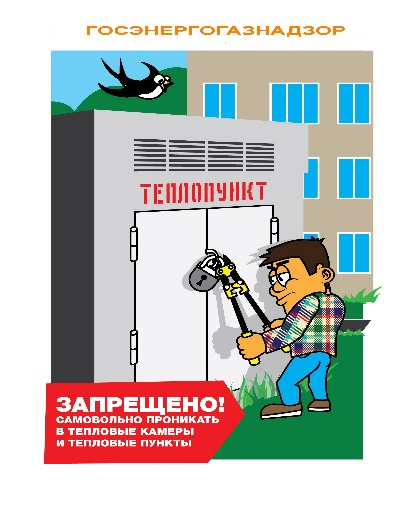 ГОСЭНЕРГОГАЗНАДЗОР
ТЕПЛОПУНКТ
ЗАПРЕЩЕНО!
САМОВОЛЬНО ПРОНИКАТЬ
В ТЕПЛОВЫЕ КАМЕРЫ
И ТЕПЛОВЫЕ ПУНКТЫ